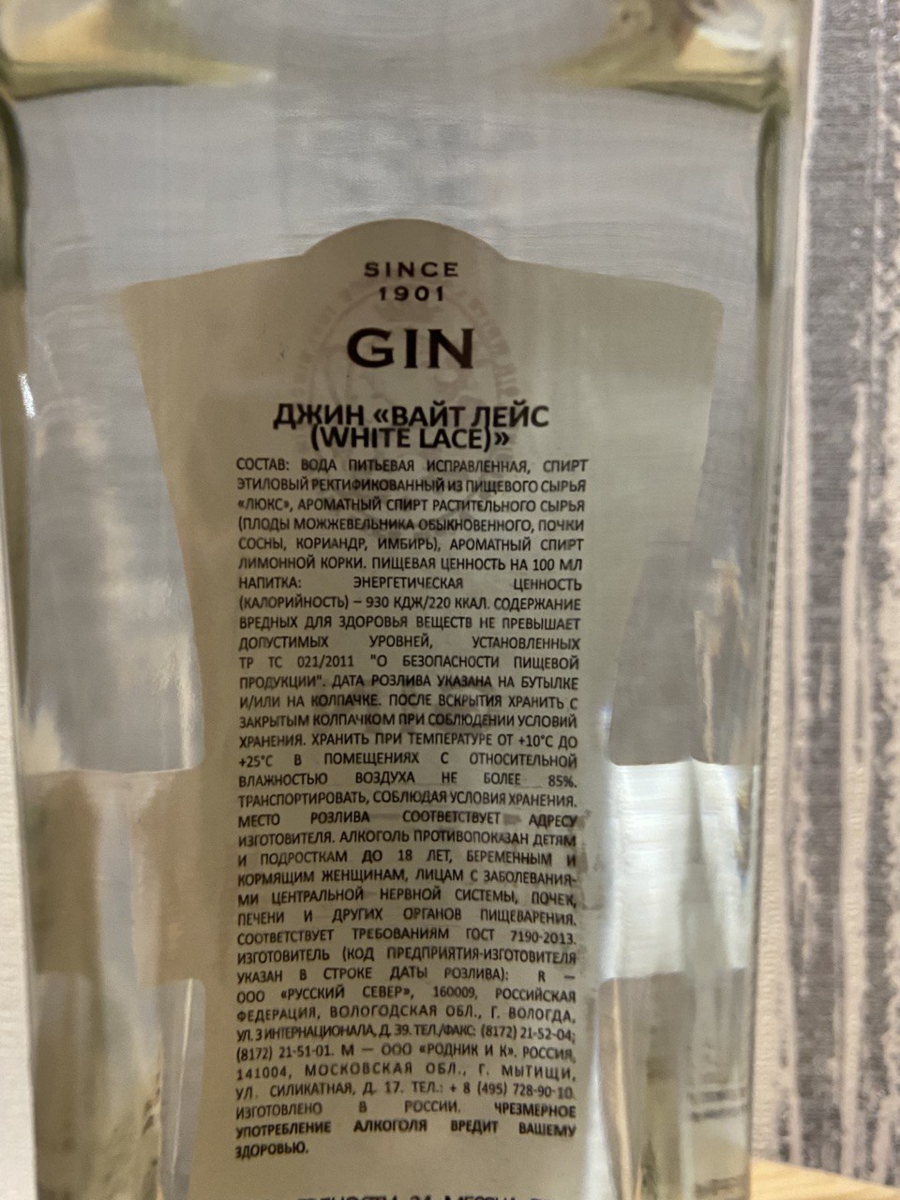 SINCE
1901
GIN
ДЖИН «ВАЙТ ЛЕЙС
(WHITE LACE)»
СОСТАВ: ВОДА ПИТЬЕВАЯ ИСПРАВЛЕННАЯ, СПИРТ
ЭТИЛОВЫЙ РЕКТИФИКОВАННЫЙ ИЗ ПИЩЕВОГО СЫРЬЯ
«ЛЮКС», АРОМАТНЫЙ СПИРТ РАСТИТЕЛЬНОГО СЫРЬЯ
(ПЛОДЫ МОЖЖЕВЕЛЬНИКА ОБЫКНОВЕННОГО, ПОЧКИ
СОСНЫ, КОРИАНДР, ИМБИРЬ), АРОМАТНЫЙ СПИРТ
ЛИМОННОЙ КОРКИ. ПИЩЕВАЯ ЦЕННОСТЬ НА 100 МЛ
НАПИТКА: ЭНЕРГЕТИЧЕСКАЯ ЦЕННОСТЬ
(КАЛОРИЙНОСТЬ) – 930 КДЖ/220 ККАЛ. СОДЕРЖАНИЕ
ВРЕДНЫХ ДЛЯ ЗДОРОВЬЯ ВЕЩЕСТВ НЕ ПРЕВЫШАЕТ
ДОПУСТИМЫХ УРОВНЕЙ, УСТАНОВЛЕННЫХ
ТР ТС 021/2011 "О БЕЗОПАСНОСТИ ПИЩЕВОЙ
ПРОДУКЦИИ". ДАТА РОЗЛИВА УКАЗАНА НА БУТЫЛКЕ
И/ИЛИ НА КОЛПАЧКЕ. ПОСЛЕ ВСКРЫТИЯ ХРАНИТЬ С
ЗАКРЫТЫМ КОЛПАЧКОМ ПРИ СОБЛЮДЕНИИ УСЛОВИЙ
ХРАНЕНИЯ. ХРАНИТЬ ПРИ ТЕМПЕРАТУРЕ ОТ +10°С ДО
+25°С В ПОМЕЩЕНИЯХ С ОТНОСИТЕЛЬНОЙ
ВЛАЖНОСТЬЮ ВОЗДУХА НЕ БОЛЕЕ 85%.
ТРАНСПОРТИРОВАТЬ, СОБЛЮДАЯ УСЛОВИЯ ХРАНЕНИЯ.
МЕСТО РОЗЛИВА СООТВЕТСТВУЕТ АДРЕСУ
ИЗГОТОВИТЕЛЯ. АЛКОГОЛЬ ПРОТИВОПОКАЗАН ДЕТЯМ
И ПОДРОСТКАМ ДО 18 ЛЕТ, БЕРЕМЕННЫМ И
КОРМЯЩИМ ЖЕНЩИНАМ, ЛИЦАМ С ЗАБОЛЕВАНИЯ-
МИ ЦЕНТРАЛЬНОЙ НЕРВНОЙ СИСТЕМЫ, ПОЧЕК,
ПЕЧЕНИ И ДРУГИХ ОРГАНОВ ПИЩЕВАРЕНИЯ.
СООТВЕТСТВУЕТ ТРЕБОВАНИЯМ ГОСТ 7190-2013.
ИЗГОТОВИТЕЛЬ (КОД ПРЕДПРИЯТИЯ-ИЗГОТОВИТЕЛЯ
УКАЗАН В СТРОКЕ ДАТЫ РОЗЛИВА): R —
ООО «РУССКИЙ СЕВЕР», 160009, РОССИЙСКАЯ
ФЕДЕРАЦИЯ, ВОЛОГОДСКАЯ ОБЛ., Г. ВОЛОГДА,
УЛ. 3 ИНТЕРНАЦИОНАЛА, Д. 39. ТЕЛ./ФАКС: (8172) 21-52-04;
(8172) 21-51-01. М — ООО «РОДНИК И К». РОССИЯ,
141004, МОСКОВСКАЯ ОБЛ., Г. МЫТИЩИ,
УЛ. СИЛИКАТНАЯ, Д. 17. ТЕЛ.: + 8 (495) 728-90-10.
ИЗГОТОВЛЕНО В РОССИИ. ЧРЕЗМЕРНОЕ
УПОТРЕБЛЕНИЕ АЛКОГОЛЯ ВРЕДИТ ВАШЕМУ
ЗДОРОВЬЮ.